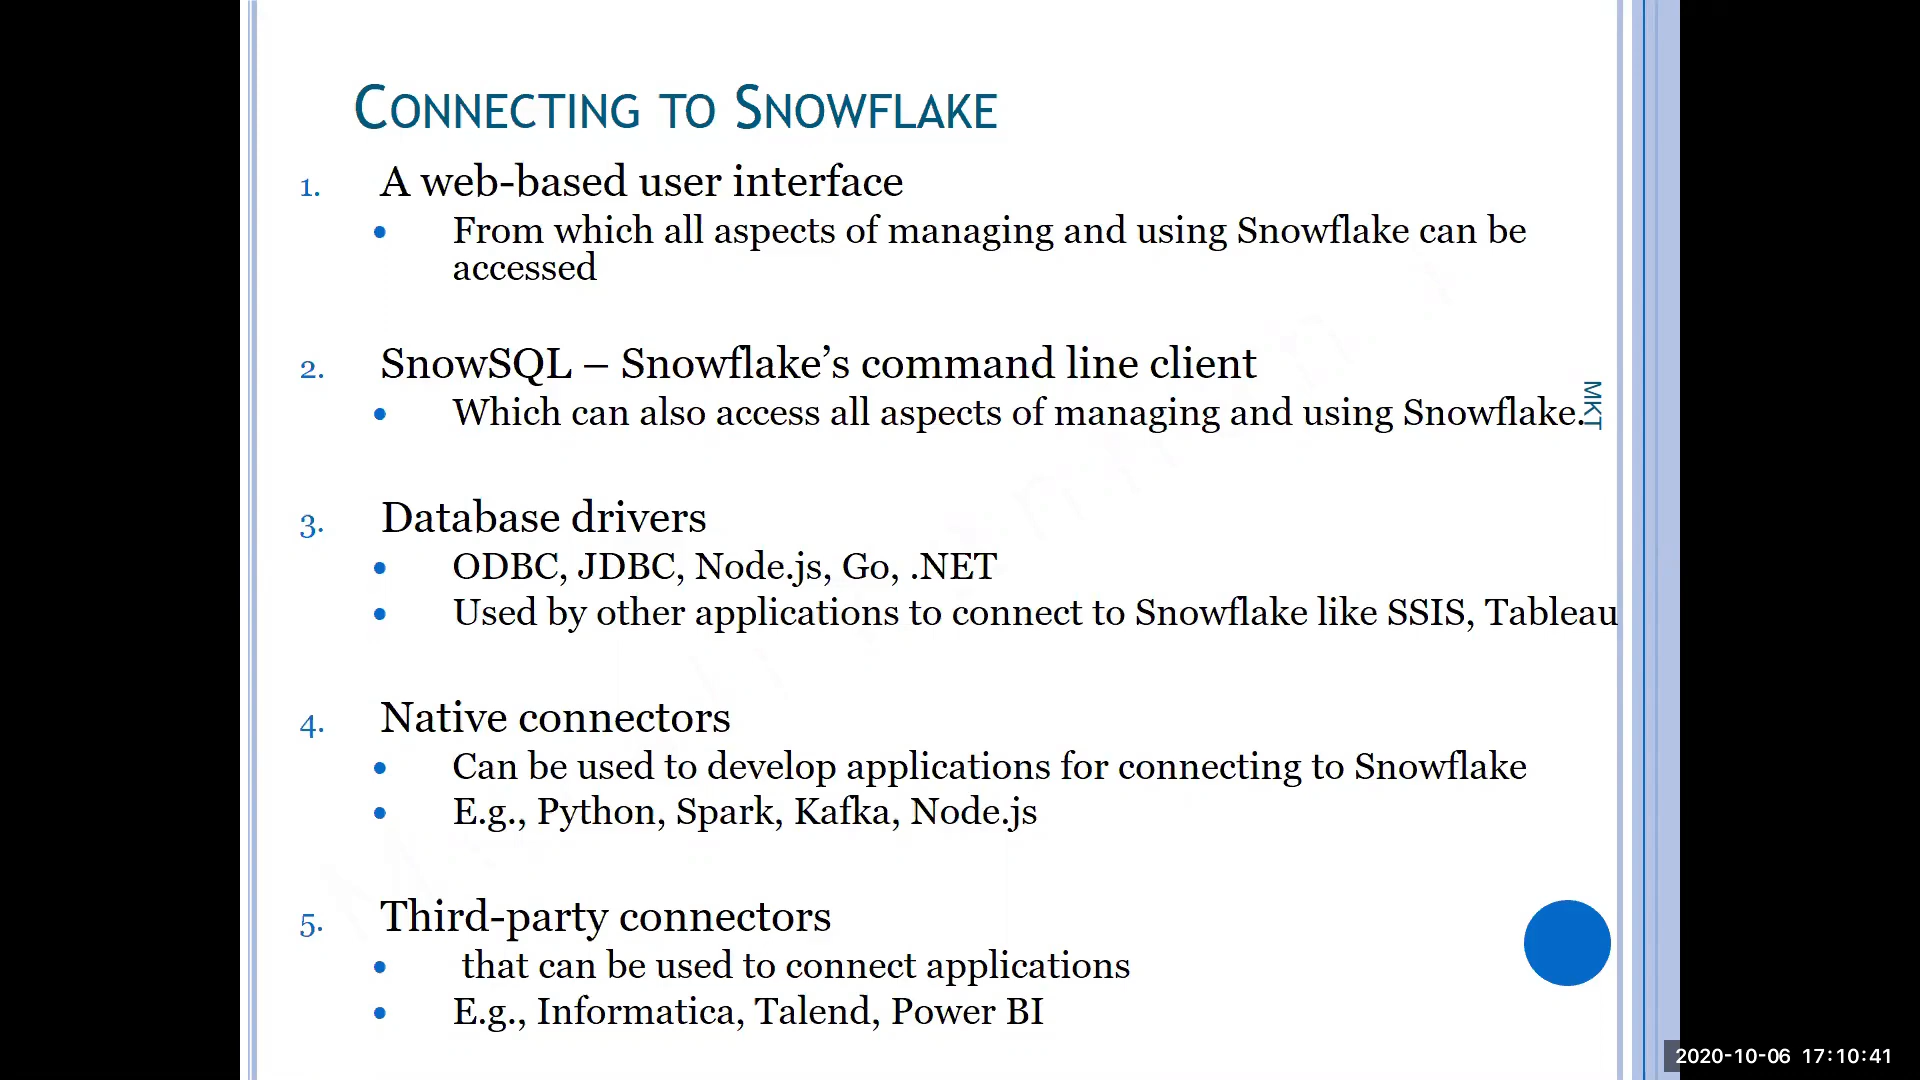 CONNECTING TO SNOWFLAKE
1. A web-based user interface
• From which all aspects of managing and using Snowflake can be
accessed
2. SnowSQL – Snowflake’s command line client
• Which can also access all aspects of managing and using Snowflake.
MKT
3. Database drivers
• ODBC, JDBC, Node.js, Go, .NET
• Used by other applications to connect to Snowflake like SSIS, Tableau
4. Native connectors
• Can be used to develop applications for connecting to Snowflake
• E.g., Python, Spark, Kafka, Node.js
5. Third-party connectors
• that can be used to connect applications
• E.g., Informatica, Talend, Power BI
2020-10-06 17:10:41